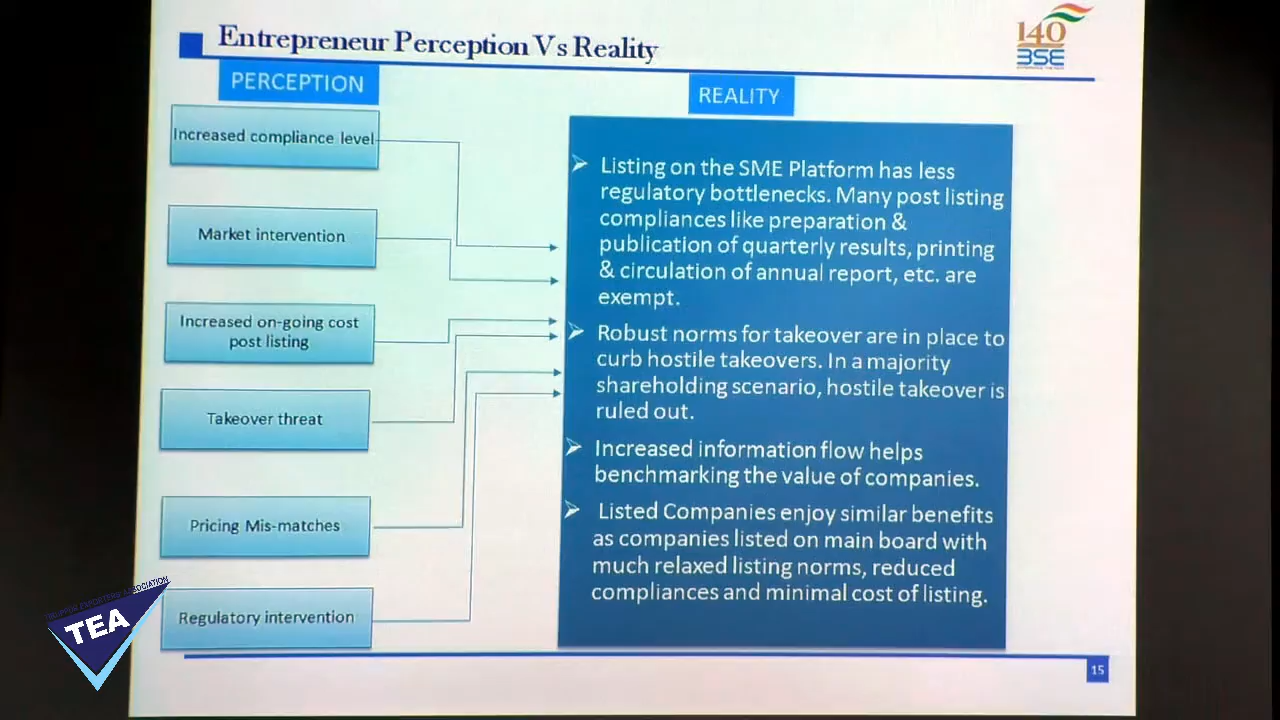 Entrepreneur Perception Vs Reality
140
BSE
PERCEPTION
REALITY
Increased compliance level
Market intervention
Increased on-going cost
post listing
Takeover threat
Pricing Mis-matches
Regulatory intervention
➢ Listing on the SME Platform has less
regulatory bottlenecks. Many post listing
compliances like preparation &
publication of quarterly results, printing
& circulation of annual report, etc. are
exempt.
➢ Robust norms for takeover are in place to
curb hostile takeovers. In a majority
shareholding scenario, hostile takeover is
ruled out.
➢ Increased information flow helps
benchmarking the value of companies.
➢ Listed Companies enjoy similar benefits
as companies listed on main board with
much relaxed listing norms, reduced
compliances and minimal cost of listing.
EXPORTERS ASSOCIATION
TEA
15